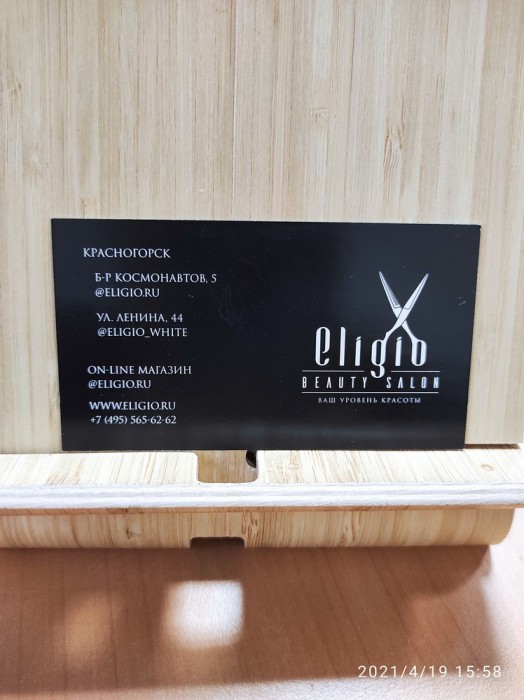 КРАСНОГОРСК
Б-Р КОСМОНАВТОВ, 5
@ELIGIO.RU
УЛ. ЛЕНИНА, 44
@ELIGIO_WHITE
ON-LINE МАГАЗИН
@ELIGIO.RU
WWW.ELIGIO.RU
+7 (495) 565-62-62
eligio
BEAUTY SALON
ВАШ УРОВЕНЬ КРАСОТЫ
2021/4/19 15:58